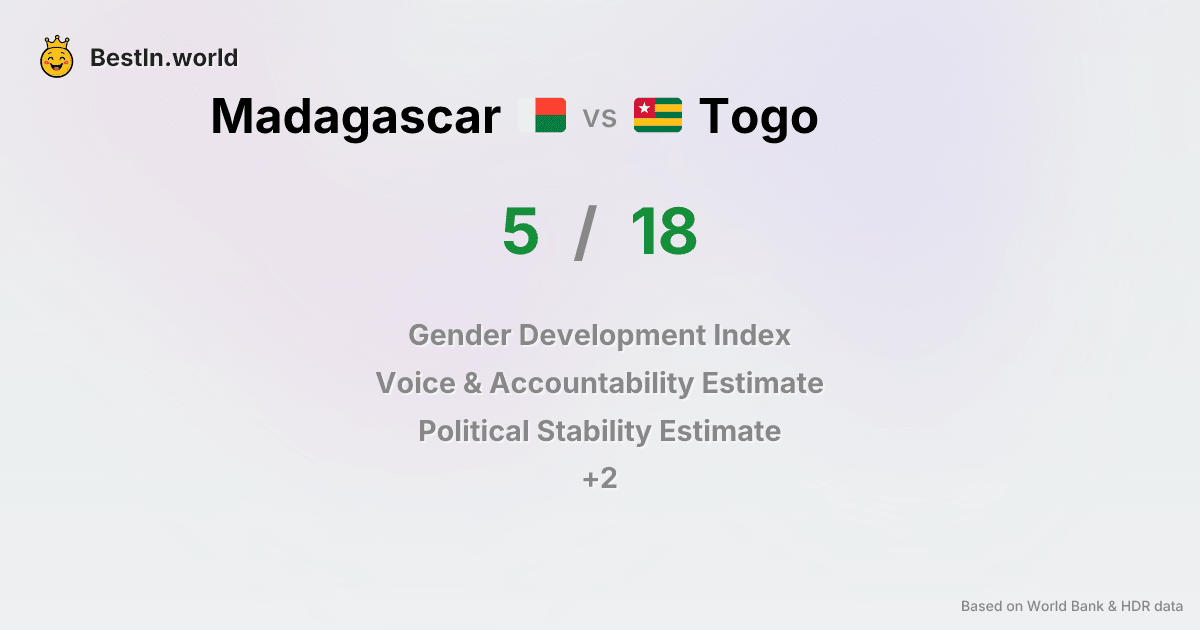 BestIn.world
Madagascar vs Togo
5 / 18
Gender Development Index
Voice & Accountability Estimate
Political Stability Estimate
+2
Based on World Bank & HDR data